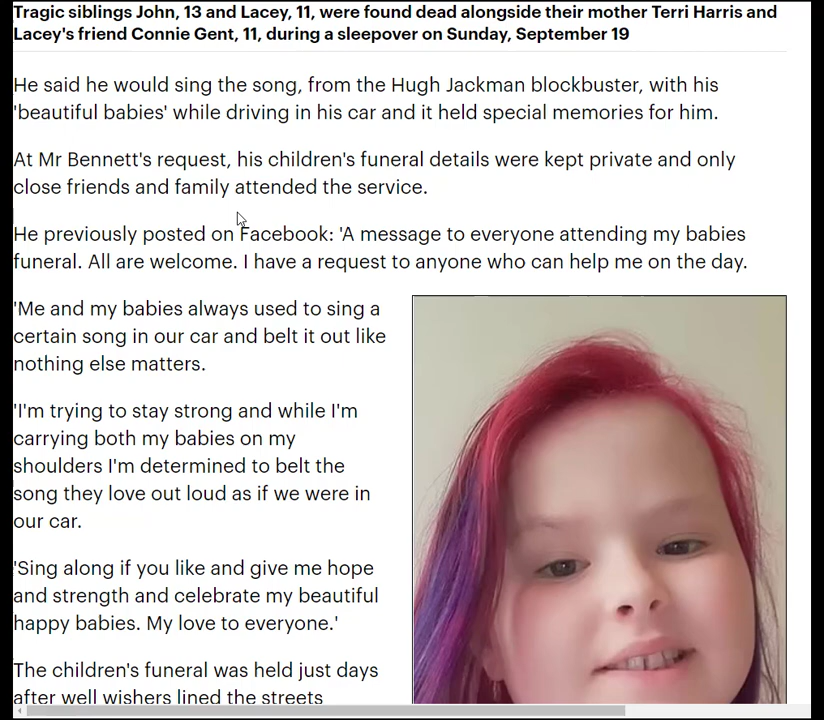 Tragic siblings John, 13 and Lacey, 11, were found dead alongside their mother Terri Harris and
Lacey's friend Connie Gent, 11, during a sleepover on Sunday, September 19
He said he would sing the song, from the Hugh Jackman blockbuster, with his
'beautiful babies' while driving in his car and it held special memories for him.
At Mr Bennett's request, his children's funeral details were kept private and only
close friends and family attended the service.
He previously posted on Facebook: 'A message to everyone attending my babies
funeral. All are welcome. I have a request to anyone who can help me on the day.
'Me and my babies always used to sing a
certain song in our car and belt it out like
nothing else matters.
'I'm trying to stay strong and while I'm
carrying both my babies on my
shoulders I'm determined to belt the
song they love out loud as if we were in
our car.
'Sing along if you like and give me hope
and strength and celebrate my beautiful
happy babies. My love to everyone.'
The children's funeral was held just days
after well wishers lined the streets